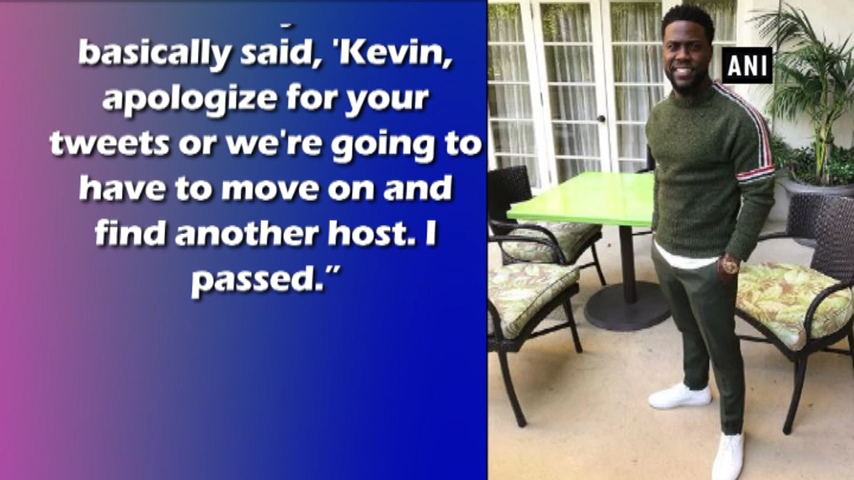 basically said, 'Kevin,
apologize for your
tweets or we're going to
have to move on and
find another host. I
passed.”
ANI